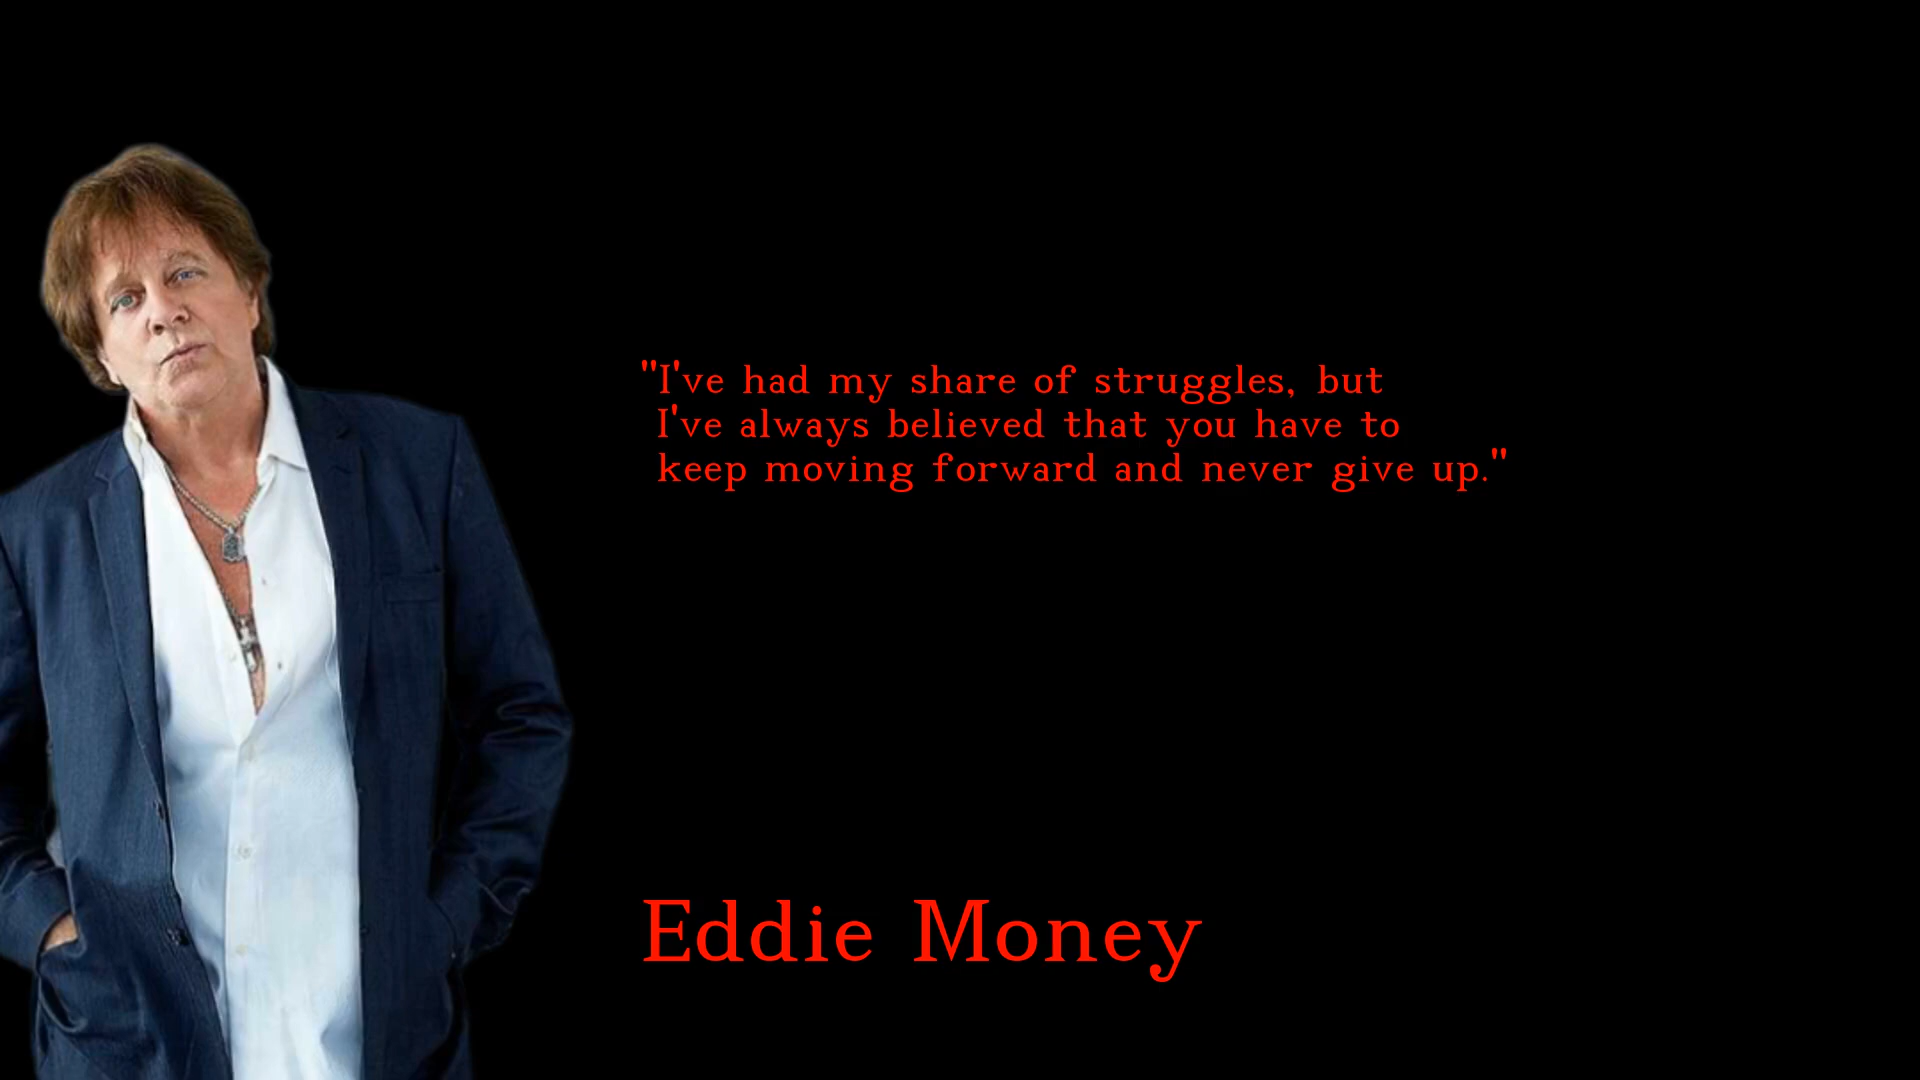 "I've had my share of struggles, but
I've always believed that you have to
keep moving forward and never give up."
Eddie Money